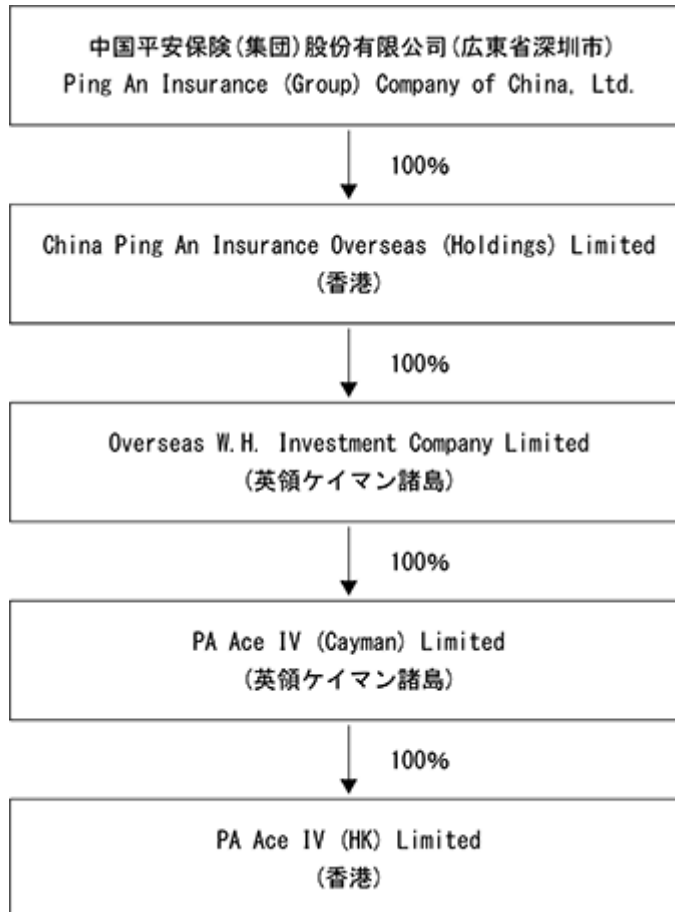 中国平安保険(集団)股份有限公司(広東省深圳市)
Ping An Insurance (Group) Company of China, Ltd.
100%
China Ping An Insurance Overseas (Holdings) Limited
(香港)
100%
Overseas W.H. Investment Company Limited
(英領ケイマン諸島)
100%
PA Ace IV (Cayman) Limited
(英領ケイマン諸島)
100%
PA Ace IV (HK) Limited
(香港)